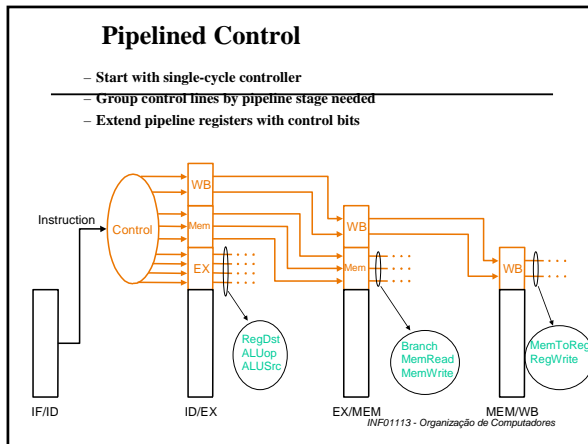 Pipelined Control
– Start with single-cycle controller
– Group control lines by pipeline stage needed
– Extend pipeline registers with control bits
Instruction
Control
WB
Mem
EX
WB
Mem
WB
RegDst
ALUop
ALUSrc
Branch
MemRead
MemWrite
MemToReg
RegWrite
IF/ID
ID/EX
EX/MEM
MEM/WB
INF01113 - Organização de Computadores